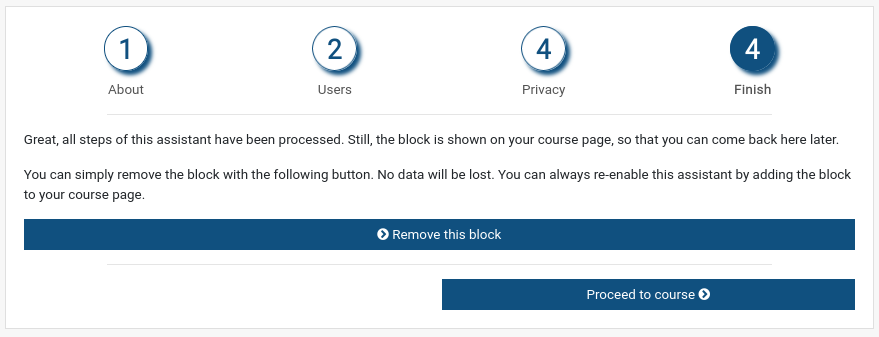 1 2 4 4
About Users Privacy Finish
Great, all steps of this assistant have been processed. Still, the block is shown on your course page, so that you can come back here later.
You can simply remove the block with the following button. No data will be lost. You can always re-enable this assistant by adding the block
to your course page.
Remove this block
Proceed to course